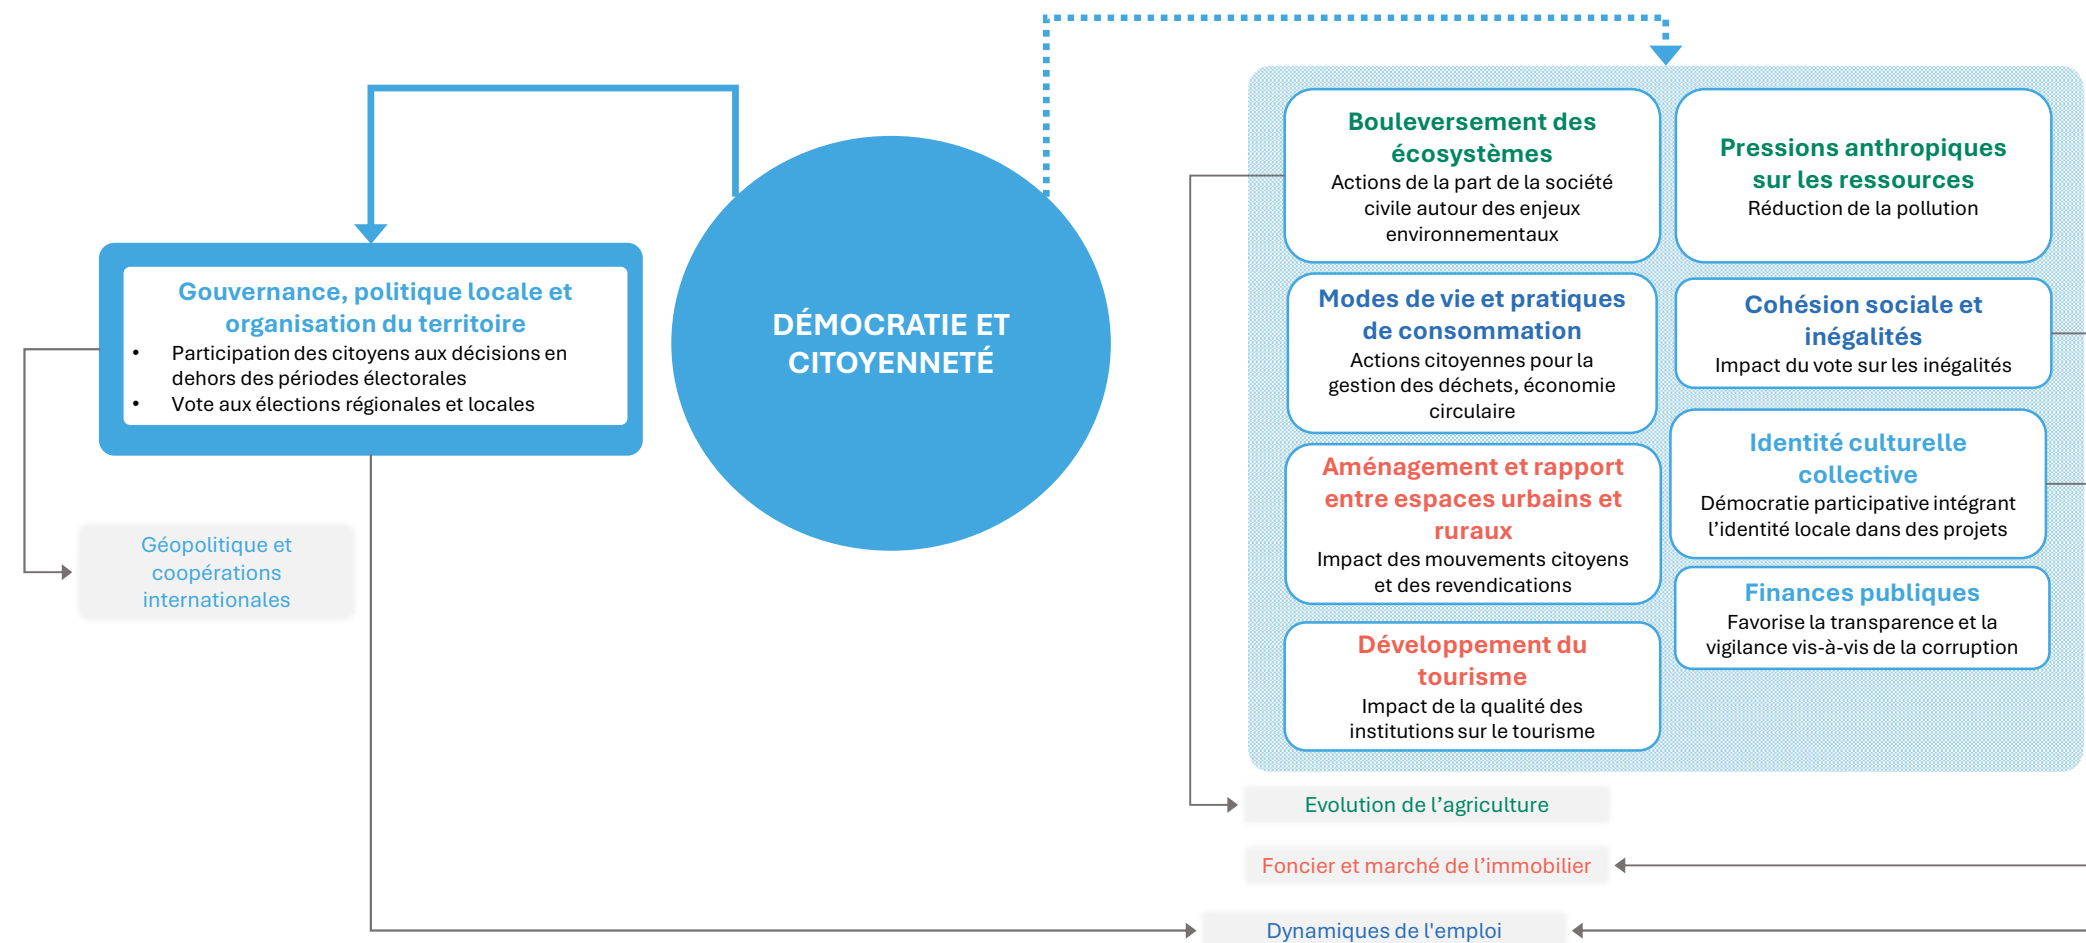 Gouvernance, politique locale et
organisation du territoire
• Participation des citoyens aux décisions en
dehors des périodes électorales
• Vote aux élections régionales et locales
Géopolitique et
coopérations
internationales
DÉMOCRATIE ET
CITOYENNETÉ
Bouleversement des
écosystèmes
Actions de la part de la société
civile autour des enjeux
environnementaux
Pressions anthropiques
sur les ressources
Réduction de la pollution
Modes de vie et pratiques
de consommation
Actions citoyennes pour la
gestion des déchets, économie
circulaire
Cohésion sociale et
inégalités
Impact du vote sur les inégalités
Aménagement et rapport
entre espaces urbains et
ruraux
Impact des mouvements citoyens
et des revendications
Identité culturelle
collective
Démocratie participative intégrant
l’identité locale dans des projets
Développement du
tourisme
Impact de la qualité des
institutions sur le tourisme
Finances publiques
Favorise la transparence et la
vigilance vis-à-vis de la corruption
Evolution de l’agriculture
Foncier et marché de l’immobilier
Dynamiques de l'emploi